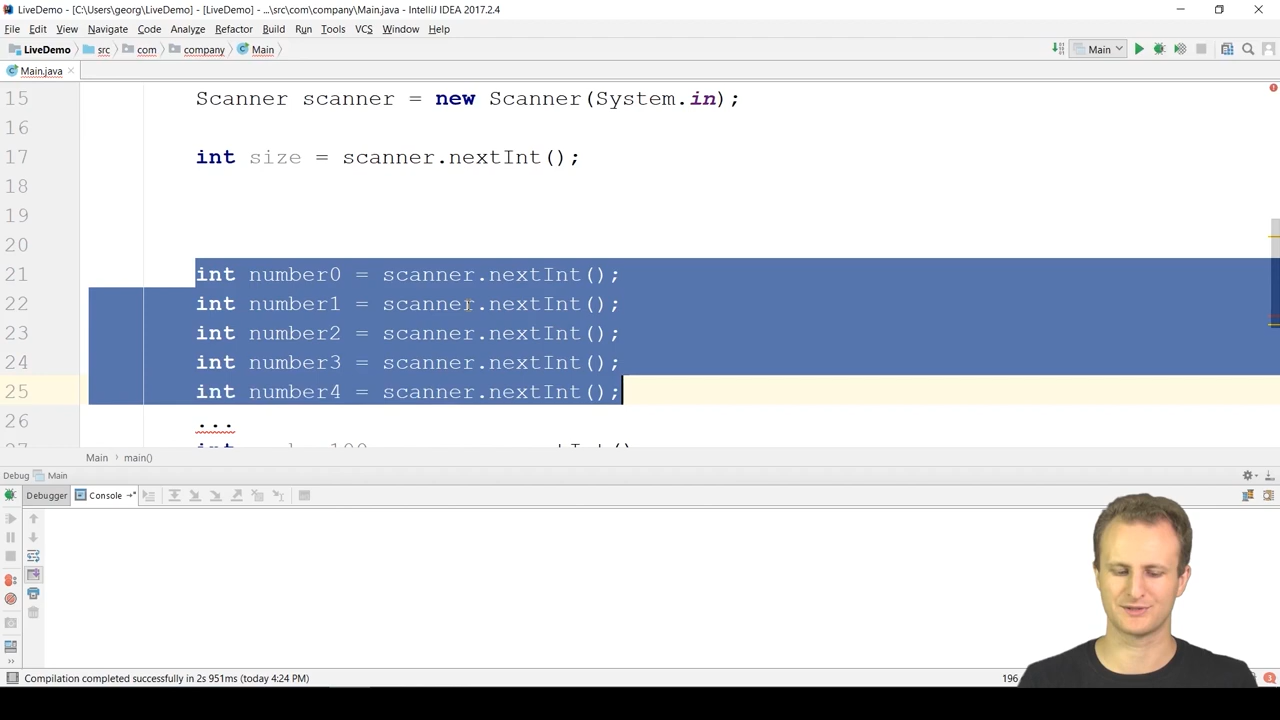 LiveDemo - [C:\Users\georg\LiveDemo] - [LiveDemo] - ...\src\com\company\Main.java - IntelliJ IDEA 2017.2.4
File Edit View Navigate Code Analyze Refactor Build Run Tools VCS Window Help
LiveDemo src com company Main Main
Main.java
15 Scanner scanner = new Scanner(System.in);
16
17 int size = scanner.nextInt();
18
19
20
21 int number0 = scanner.nextInt();
22 int number1 = scanner.nextInt();
23 int number2 = scanner.nextInt();
24 int number3 = scanner.nextInt();
25 int number4 = scanner.nextInt();
26 ...
Main main()
Debug Main
Debugger Console
Compilation completed successfully in 2s 951ms (today 4:24 PM) 196